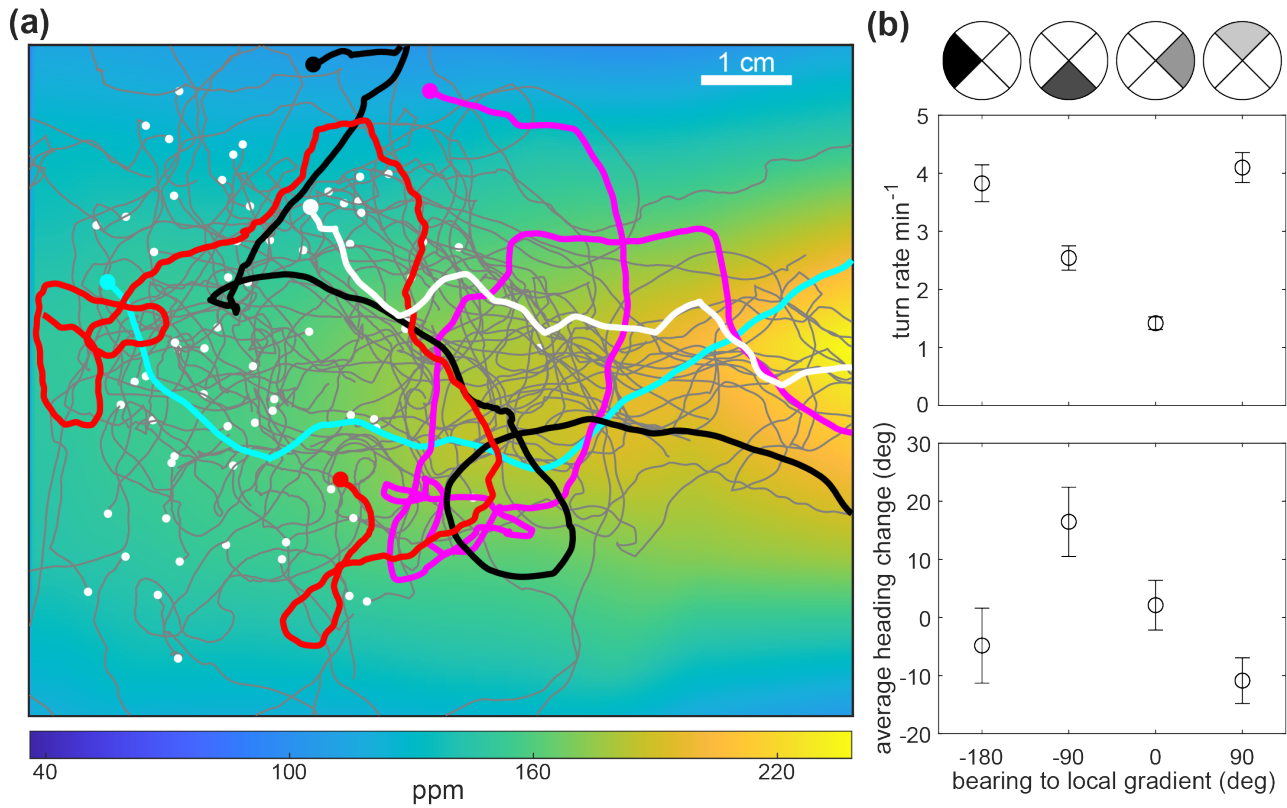 (a)
1 cm
40 100 160 220
ppm
(b)
turn rate min-1
5
4
3
2
1
0
average heading change (deg)
30
20
10
0
-10
-20
-180 -90 0 90
bearing to local gradient (deg)